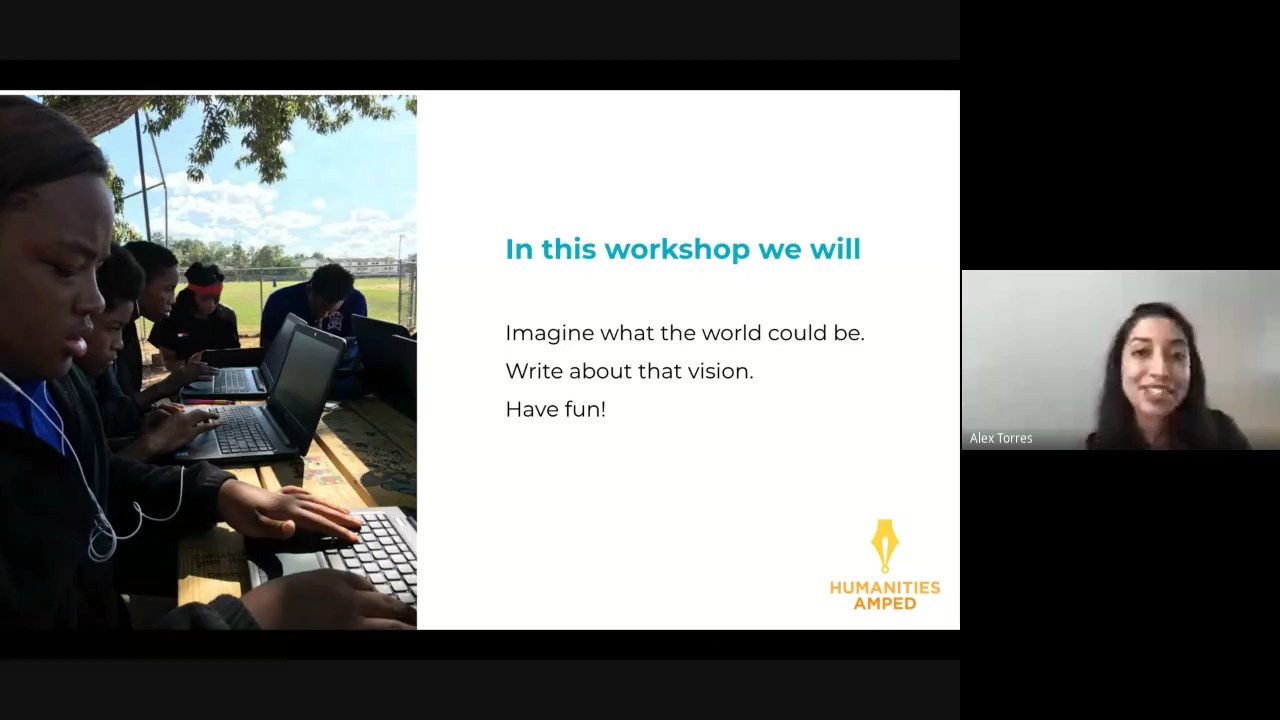 In this workshop we will
Imagine what the world could be.
Write about that vision.
Have fun!
HUMANITIES
AMPED
Alex Torres